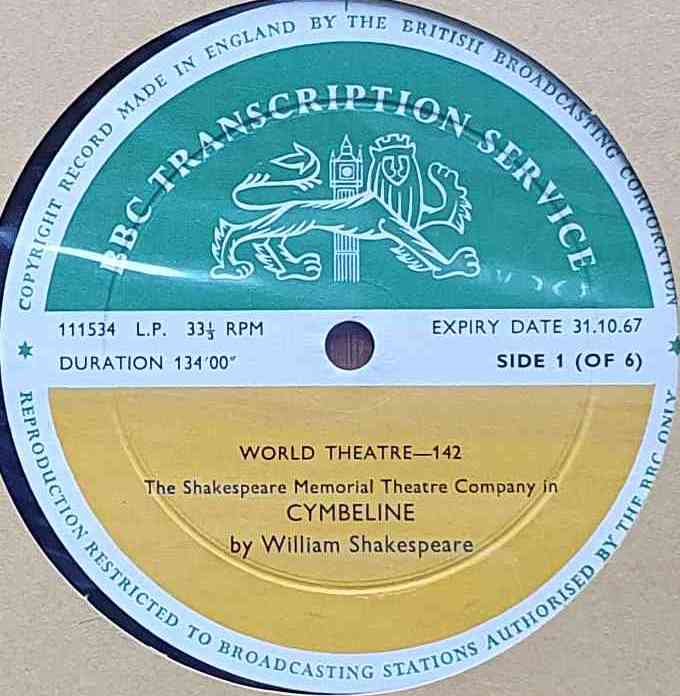 COPYRIGHT RECORD MADE IN ENGLAND BY THE BRITISH BROADCASTING CORPORATION
BBC TRANSCRIPTION SERVICE
111534 L.P. 33⅓ RPM
EXPIRY DATE 31.10.67
DURATION 134'00"
SIDE 1 (OF 6)
WORLD THEATRE—142
The Shakespeare Memorial Theatre Company in
CYMBELINE
by William Shakespeare
REPRODUCTION RESTRICTED TO BROADCASTING STATIONS AUTHORISED BY THE BBC ONLY